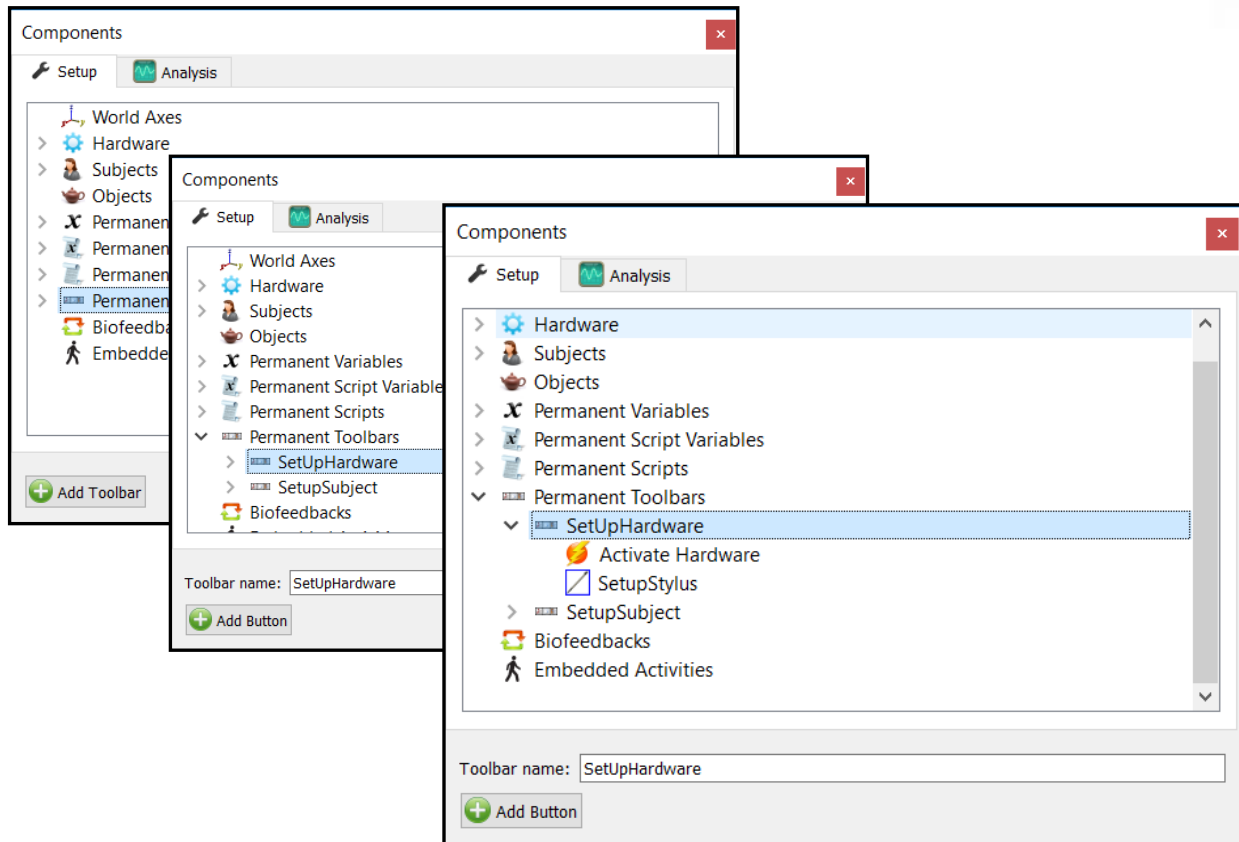 Components
Setup
Analysis
World Axes
Hardware
Subjects
Objects
Permanen
Permanen
Permanen
Permanen
Biofeedba
Embedde
Add Toolbar
Components
Setup
Analysis
World Axes
Hardware
Subjects
Objects
Permanent Variables
Permanent Script Variable
Permanent Scripts
Permanent Toolbars
SetUpHardware
SetupSubject
Biofeedbacks
Toolbar name: SetUpHardware
Add Button
Components
Setup
Analysis
Hardware
Subjects
Objects
Permanent Variables
Permanent Script Variables
Permanent Scripts
Permanent Toolbars
SetUpHardware
Activate Hardware
SetupStylus
SetupSubject
Biofeedbacks
Embedded Activities
Toolbar name: SetUpHardware
Add Button